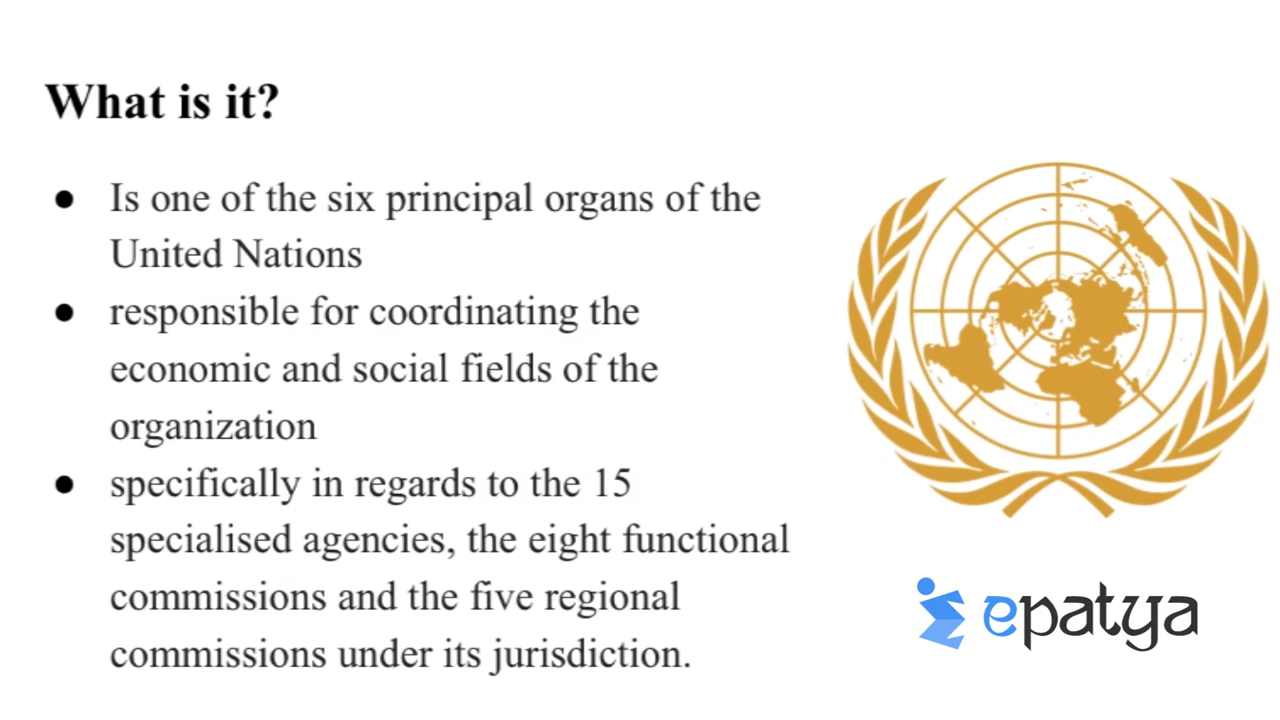 What is it?
● Is one of the six principal organs of the
United Nations
● responsible for coordinating the
economic and social fields of the
organization
● specifically in regards to the 15
specialised agencies, the eight functional
commissions and the five regional
commissions under its jurisdiction.
epatya